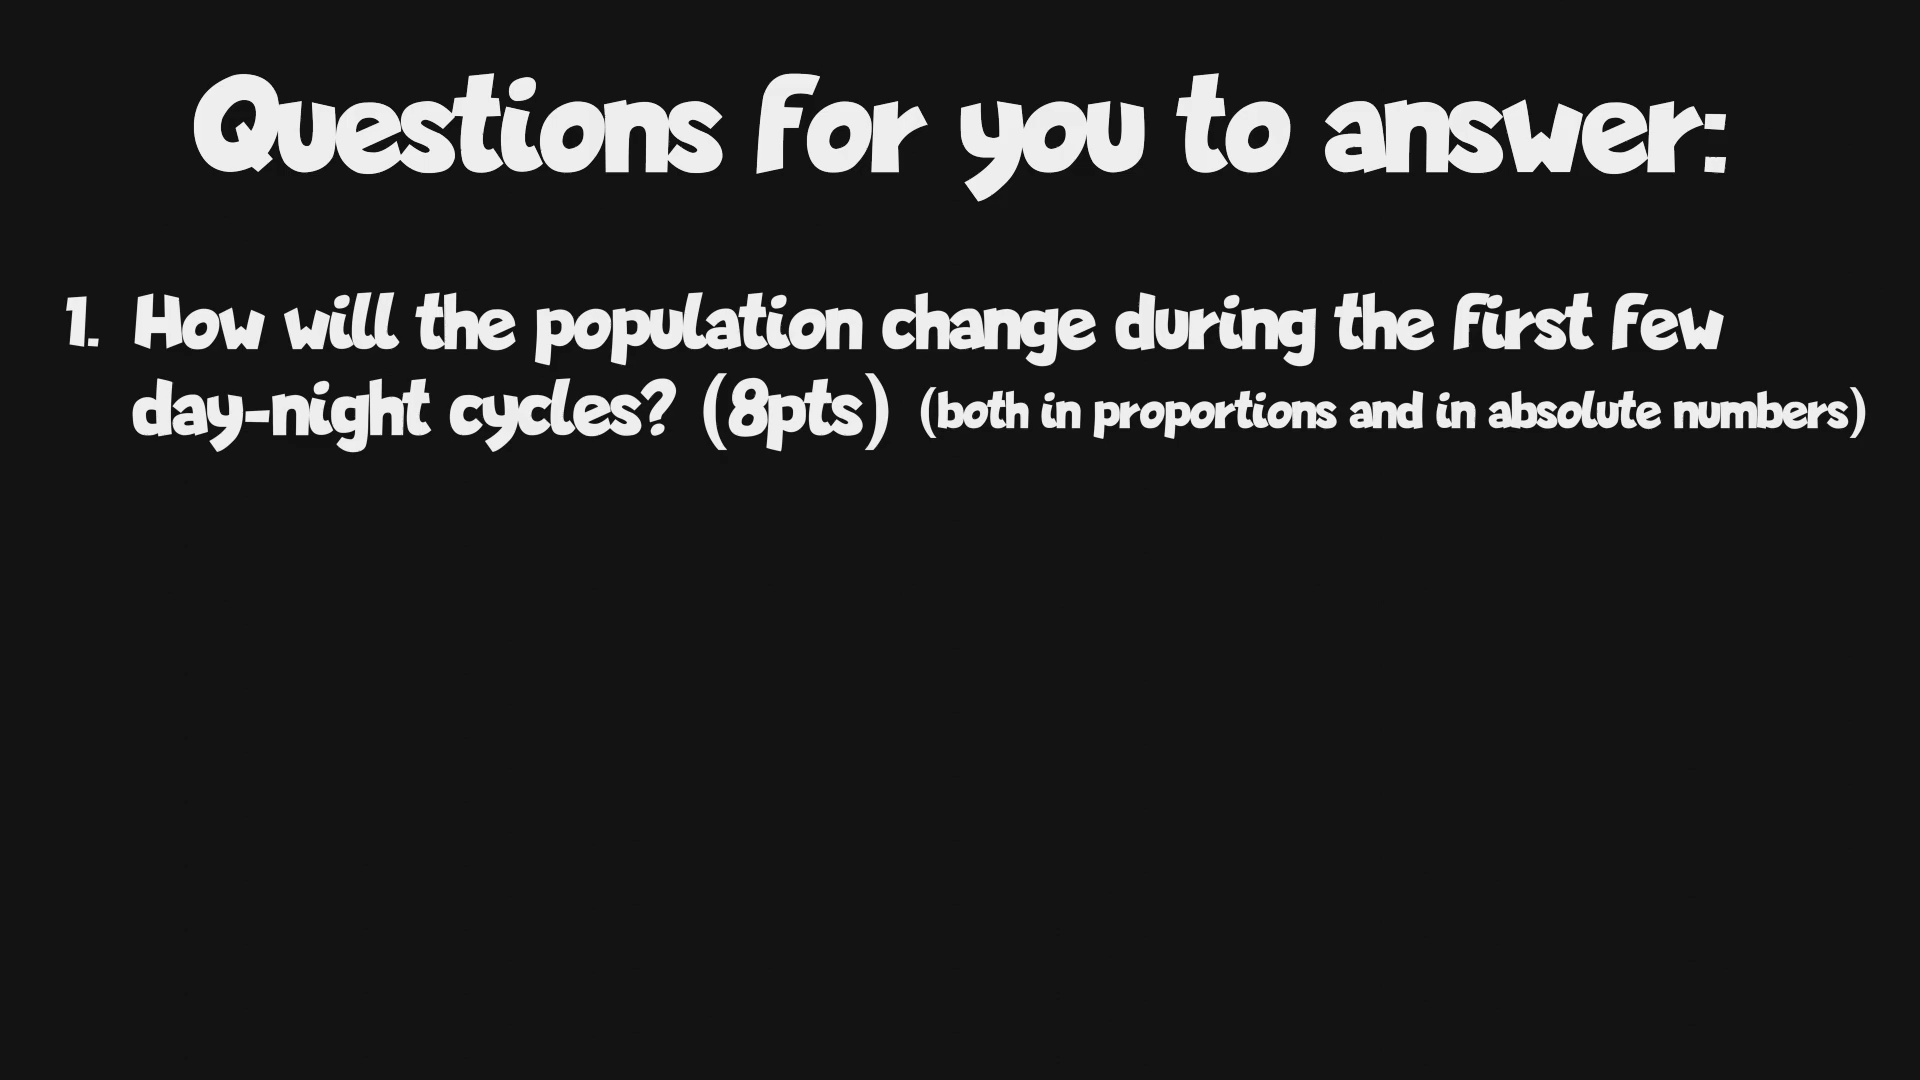 Questions for you to answer:
1. How will the population change during the first few
day-night cycles? (8pts) (both in proportions and in absolute numbers)